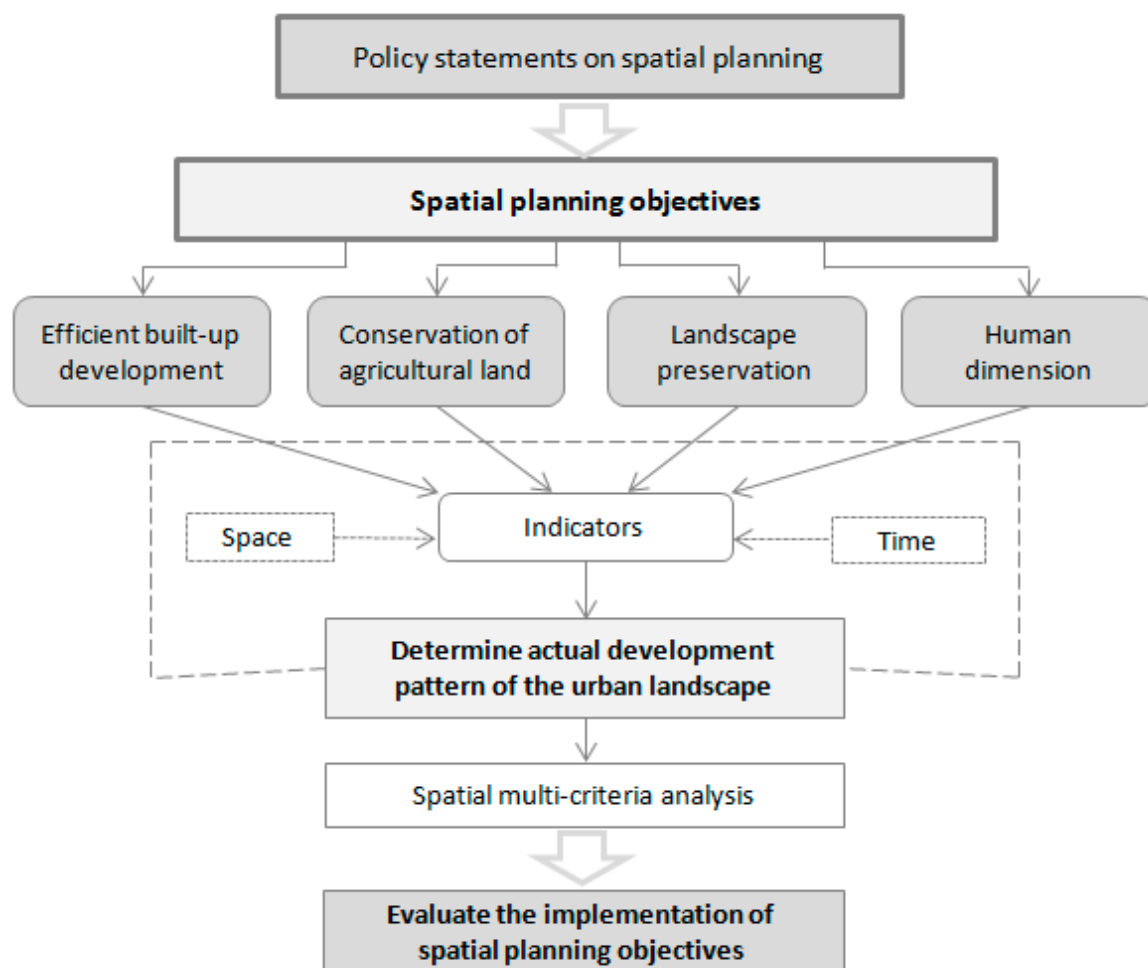 Policy statements on spatial planning
Spatial planning objectives
Efficient built-up
development
Conservation of
agricultural land
Landscape
preservation
Human
dimension
Space
Indicators
Time
Determine actual development
pattern of the urban landscape
Spatial multi-criteria analysis
Evaluate the implementation of
spatial planning objectives